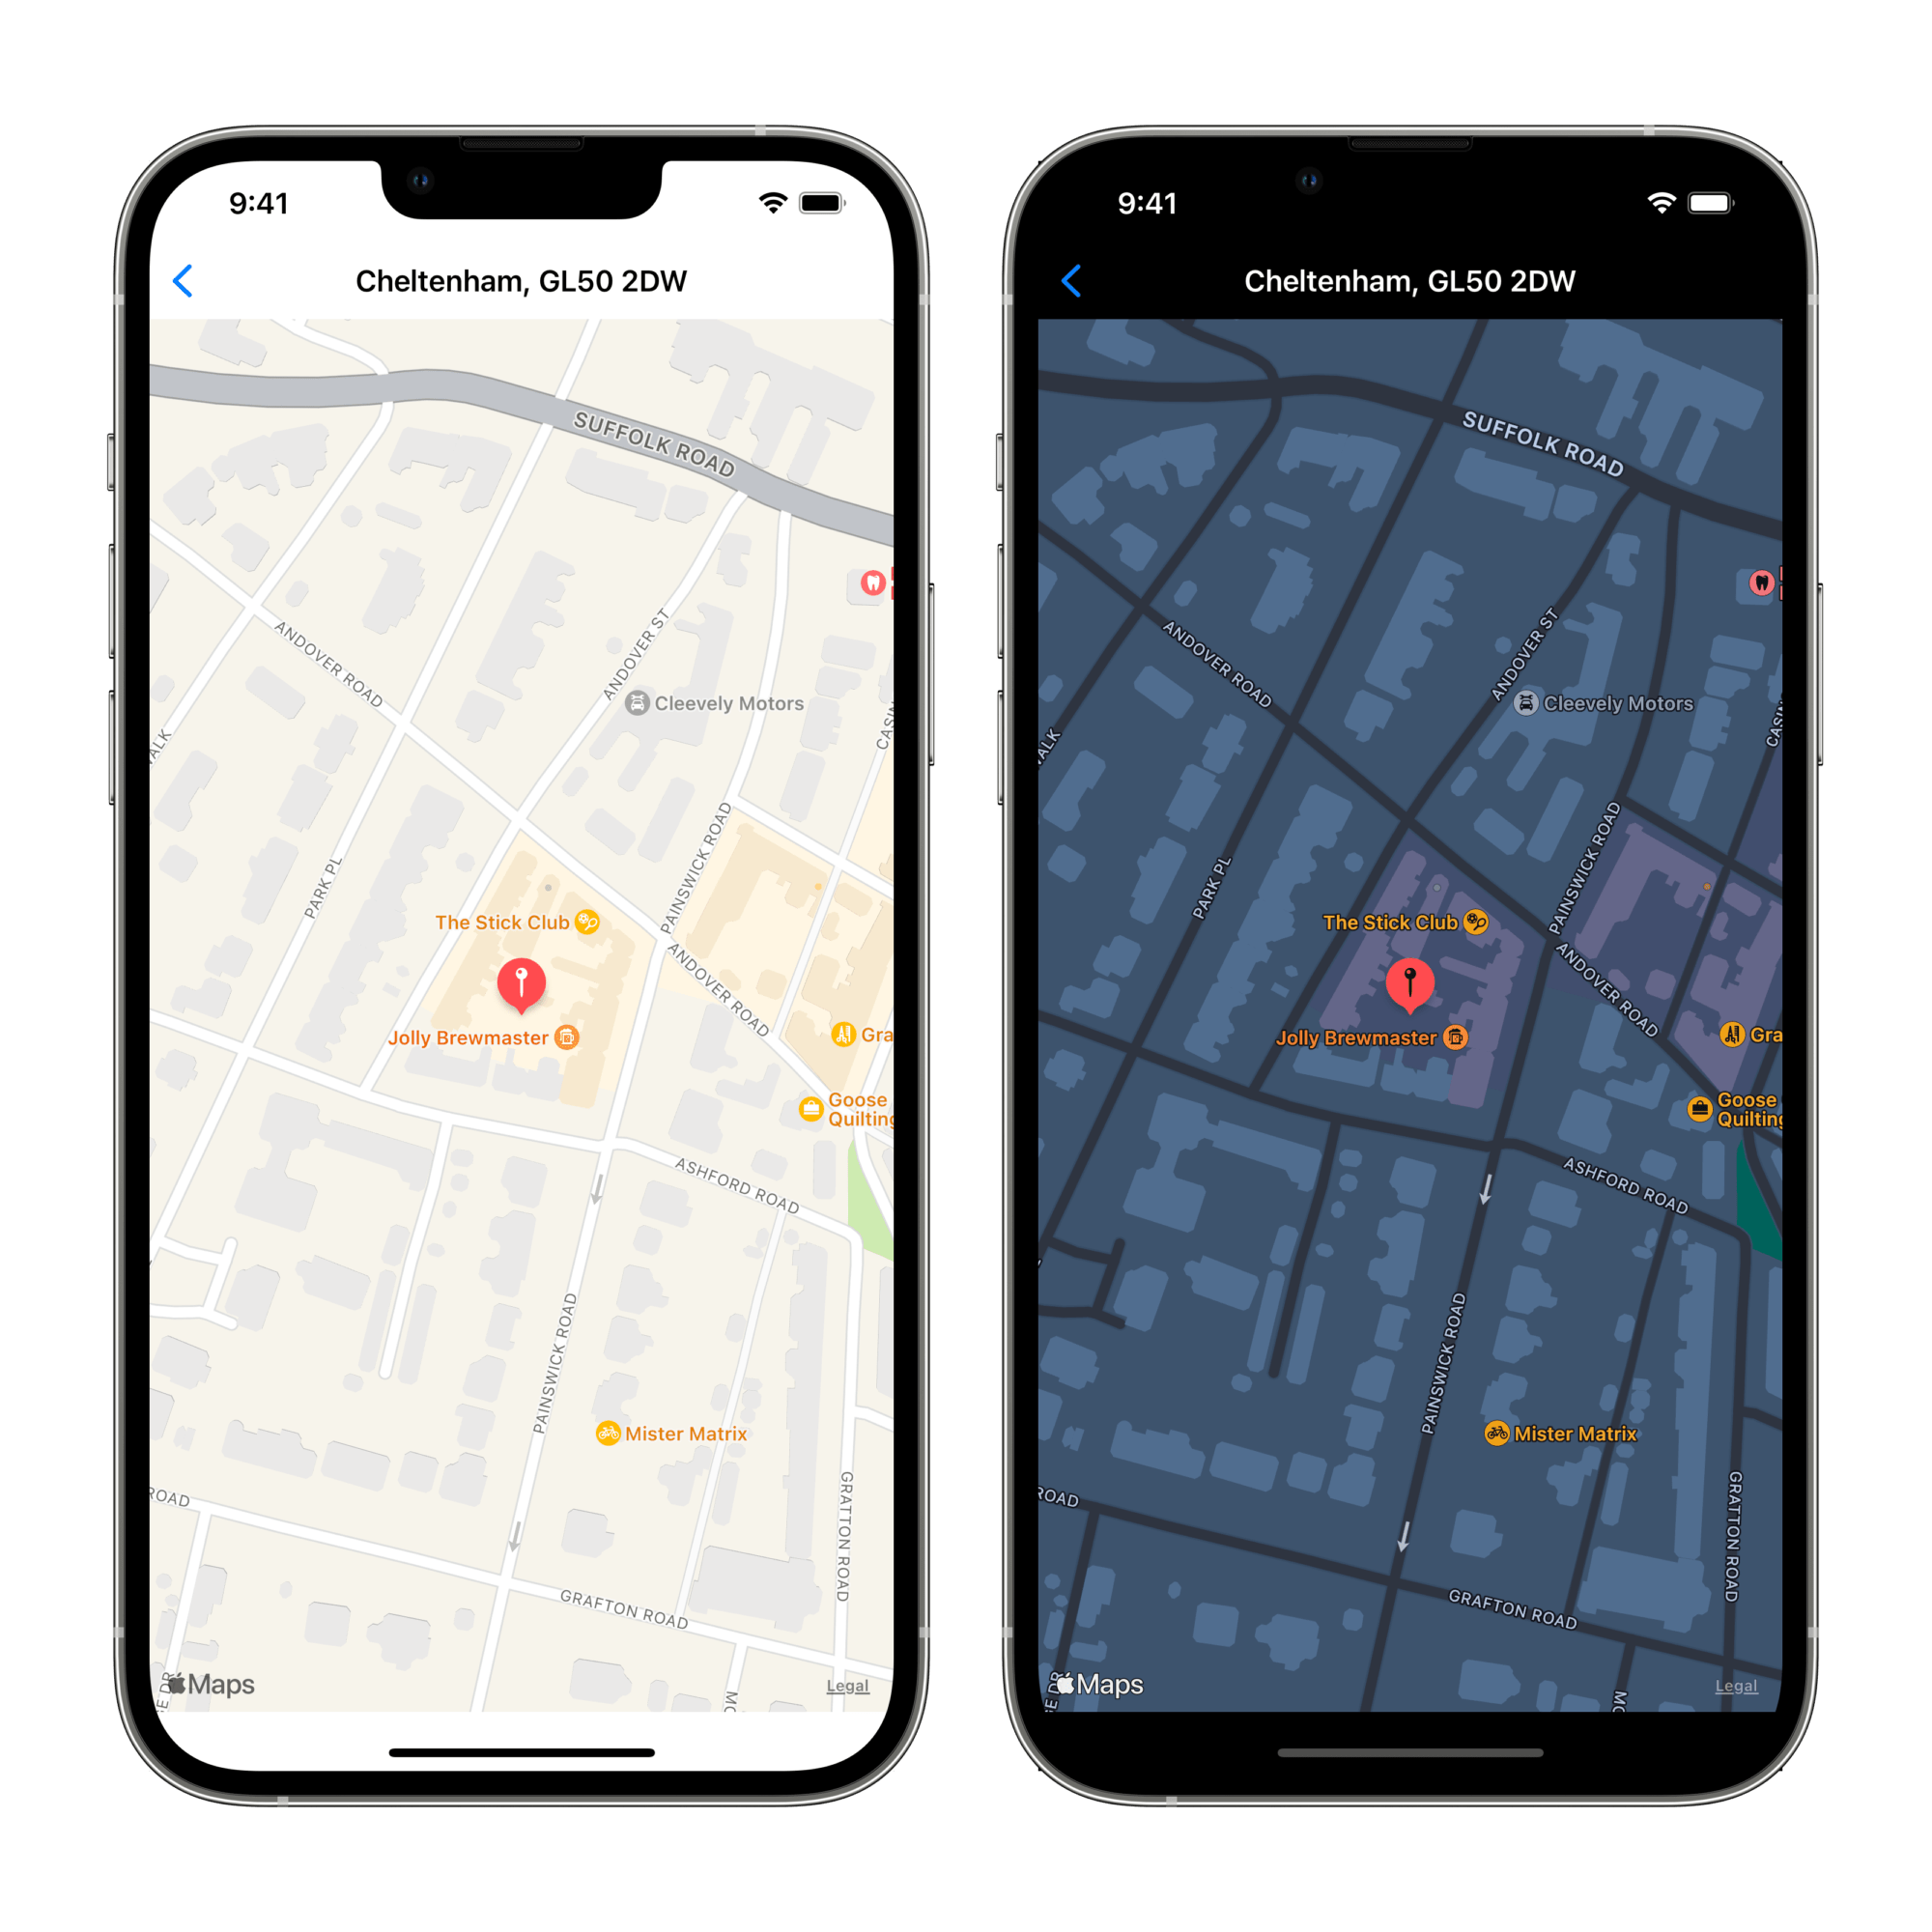 9:41
Cheltenham, GL50 2DW
SUFFOLK ROAD
ANDOVER ROAD
ANDOVER ST
Cleevely Motors
PARK PL
PAINSWICK ROAD
The Stick Club
ANDOVER ROAD
Jolly Brewmaster
Gra
Goose
Quilting
ASHFORD ROAD
PAINSWICK ROAD
Mister Matrix
ROAD
GRATTON ROAD
GRAFTON ROAD
Maps
Legal
9:41
Cheltenham, GL50 2DW
SUFFOLK ROAD
ANDOVER ROAD
ANDOVER ST
Cleevely Motors
PARK PL
PAINSWICK ROAD
The Stick Club
ANDOVER ROAD
Jolly Brewmaster
Gra
Goose
Quilting
ASHFORD ROAD
PAINSWICK ROAD
Mister Matrix
ROAD
GRATTON ROAD
GRAFTON ROAD
Maps
Legal